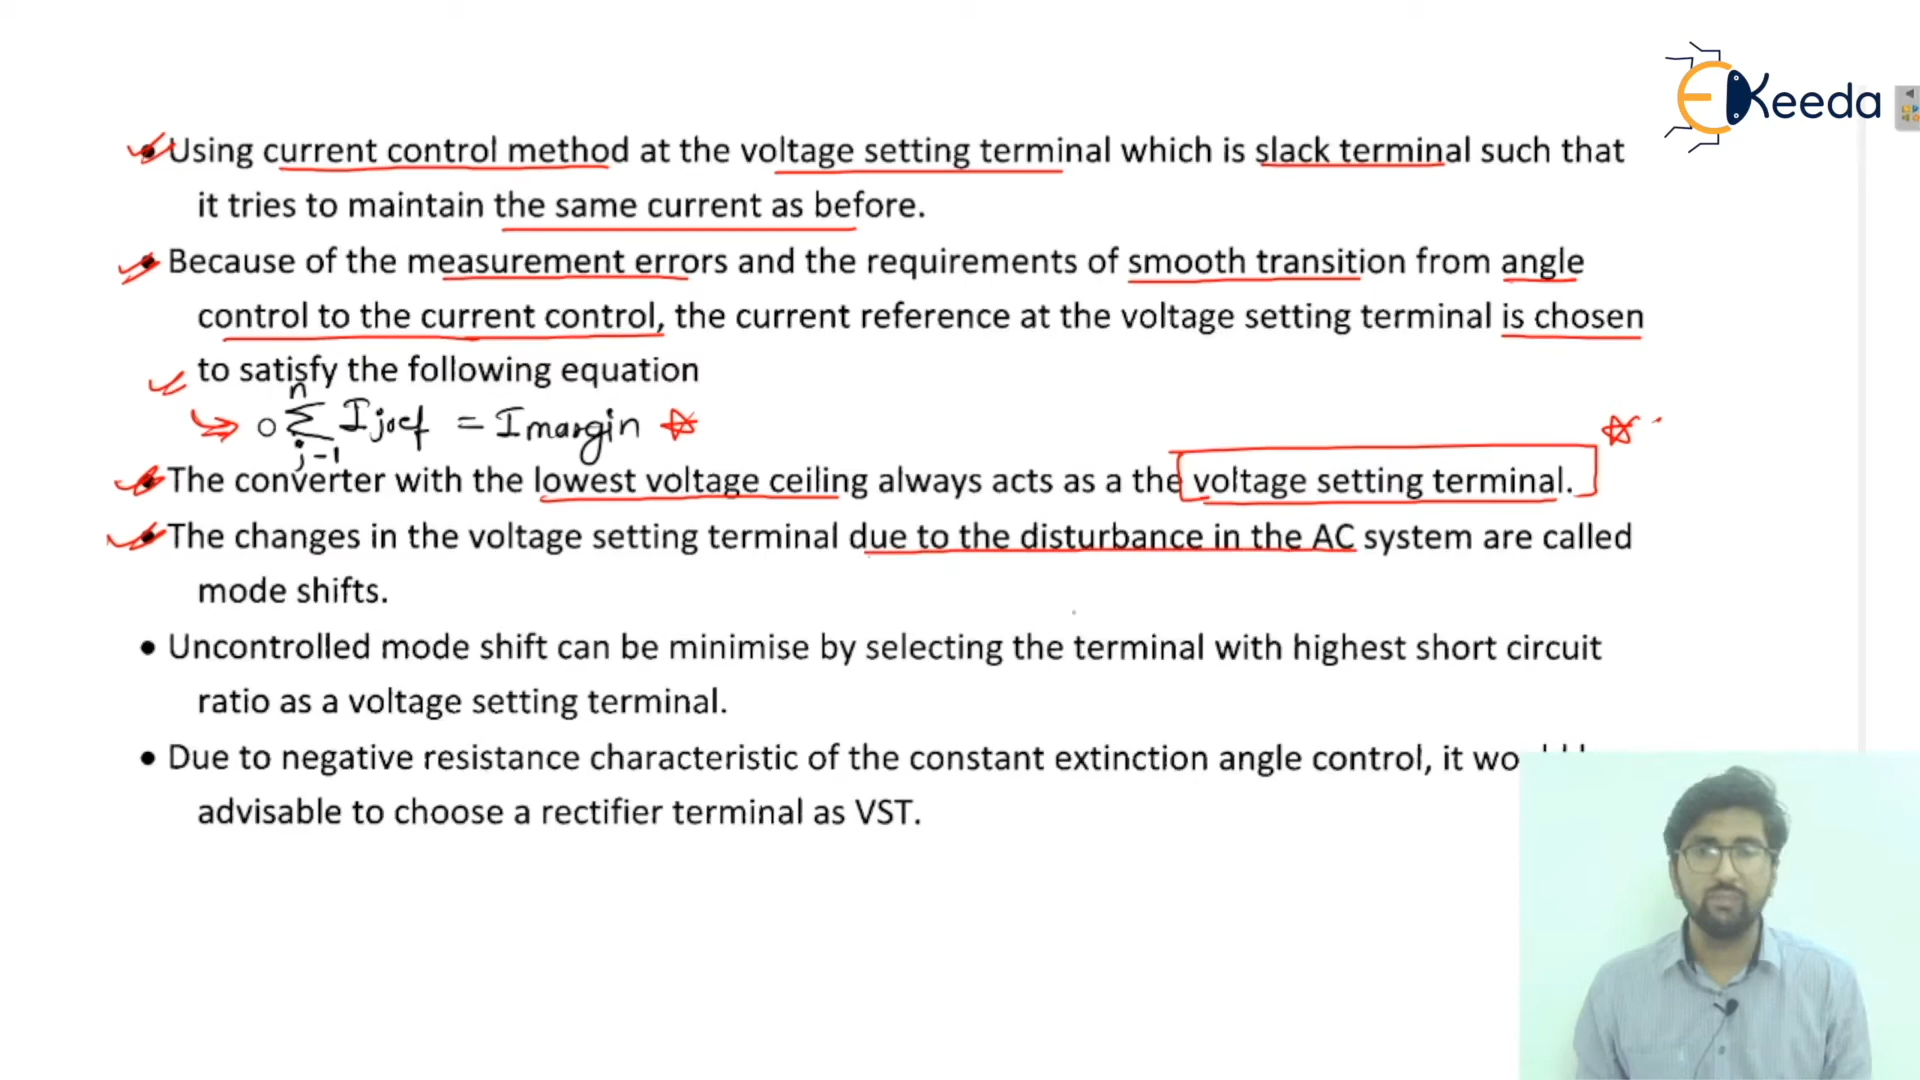 EKeeda
Using current control method at the voltage setting terminal which is slack terminal such that
it tries to maintain the same current as before.
Because of the measurement errors and the requirements of smooth transition from angle
control to the current control, the current reference at the voltage setting terminal is chosen
to satisfy the following equation
n
∑ Ijref = Imargin
j-1
The converter with the lowest voltage ceiling always acts as a the voltage setting terminal.
The changes in the voltage setting terminal due to the disturbance in the AC system are called
mode shifts.
Uncontrolled mode shift can be minimise by selecting the terminal with highest short circuit
ratio as a voltage setting terminal.
Due to negative resistance characteristic of the constant extinction angle control, it
advisable to choose a rectifier terminal as VST.